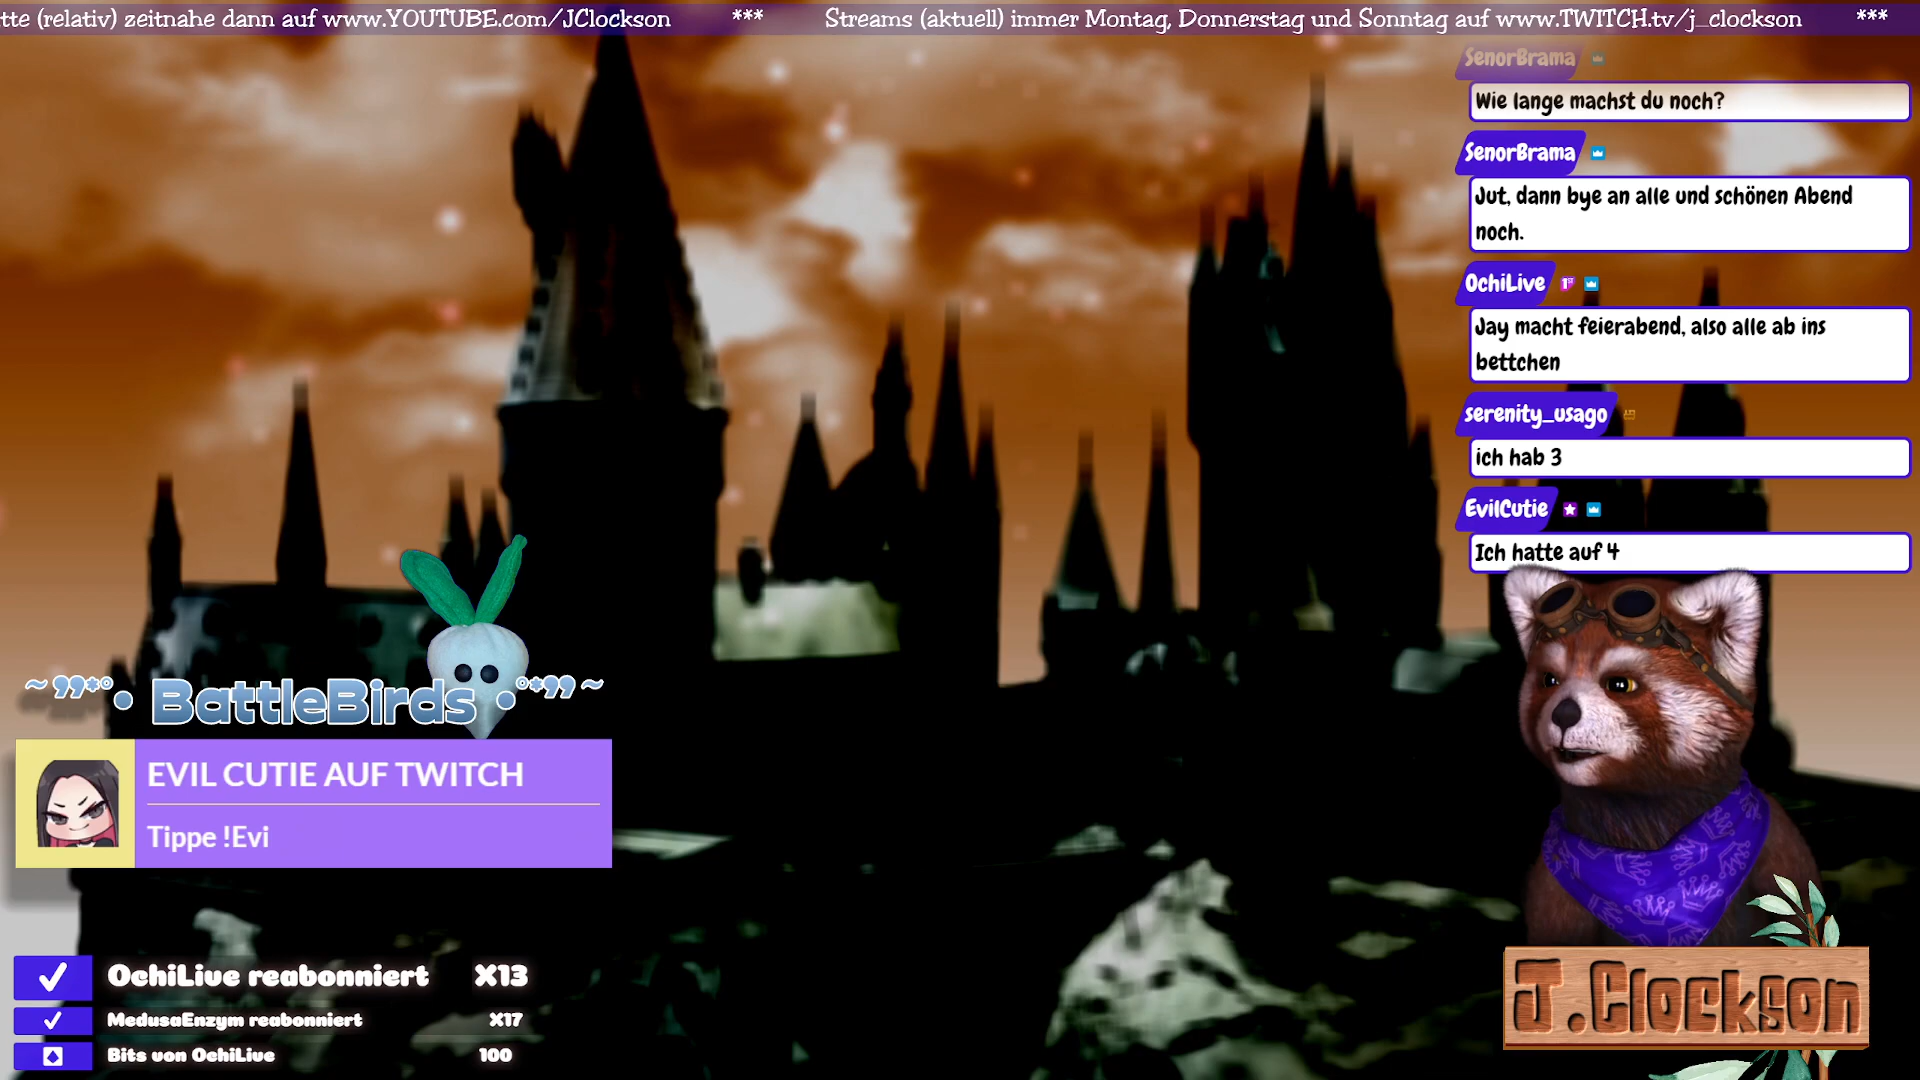 tte (relativ) zeitnahe dann auf www.YOUTUBE.com/JClockson *** Streams (aktuell) immer Montag, Donnerstag und Sonntag auf www.TWITCH.tv/j_clockson ***
SenorBrama
Wie lange machst du noch?
SenorBrama
Jut, dann bye an alle und schönen Abend
noch.
OchiLive
Jay macht feierabend, also alle ab ins
bettchen
serenity_usago
ich hab 3
EvilCutie
Ich hatte auf 4
~”*°• BattleBirds •°*”~
EVIL CUTIE AUF TWITCH
Tippe !Evi
OchiLive reabonniert X13
MedusaEnzym reabonniert X17
Bits von OchiLive 100
J.Clockson